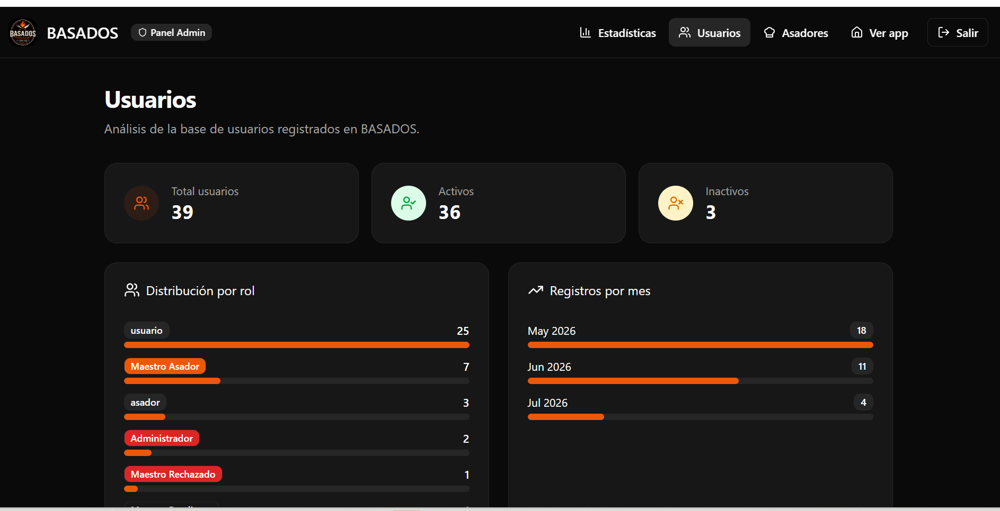 BASADOS
BASADOS
Panel Admin
Estadísticas
Usuarios
Asadores
Ver app
Salir
Usuarios
Análisis de la base de usuarios registrados en BASADOS.
Total usuarios
39
Activos
36
Inactivos
3
Distribución por rol
usuario 25
Maestro Asador 7
asador 3
Administrador 2
Maestro Rechazado 1
Registros por mes
May 2026 18
Jun 2026 11
Jul 2026 4